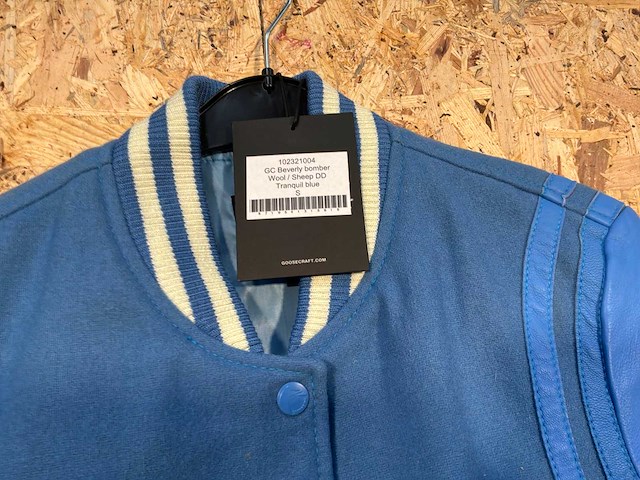 102321004
GC Beverly bomber
Wool / Sheep DD
Tranquil blue
S
GOOSECRAFT.COM